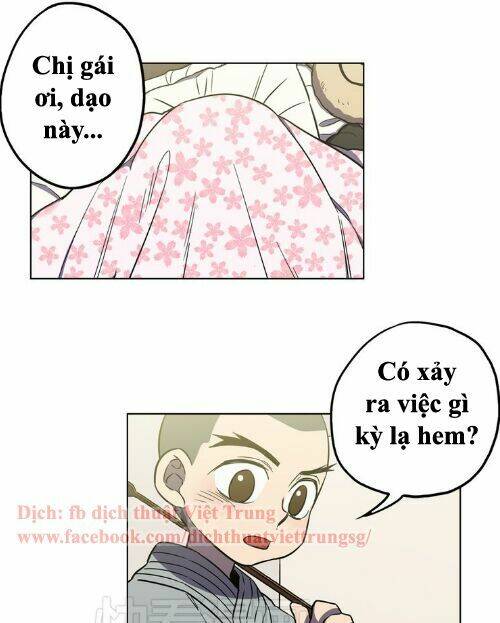 Chị gái
ơi, dạo
này...
Có xảy
ra việc gì
kỳ lạ hem?
Dịch: fb dịch thuật Việt Trung
www.facebook.com/dichthuatviettrungsg/